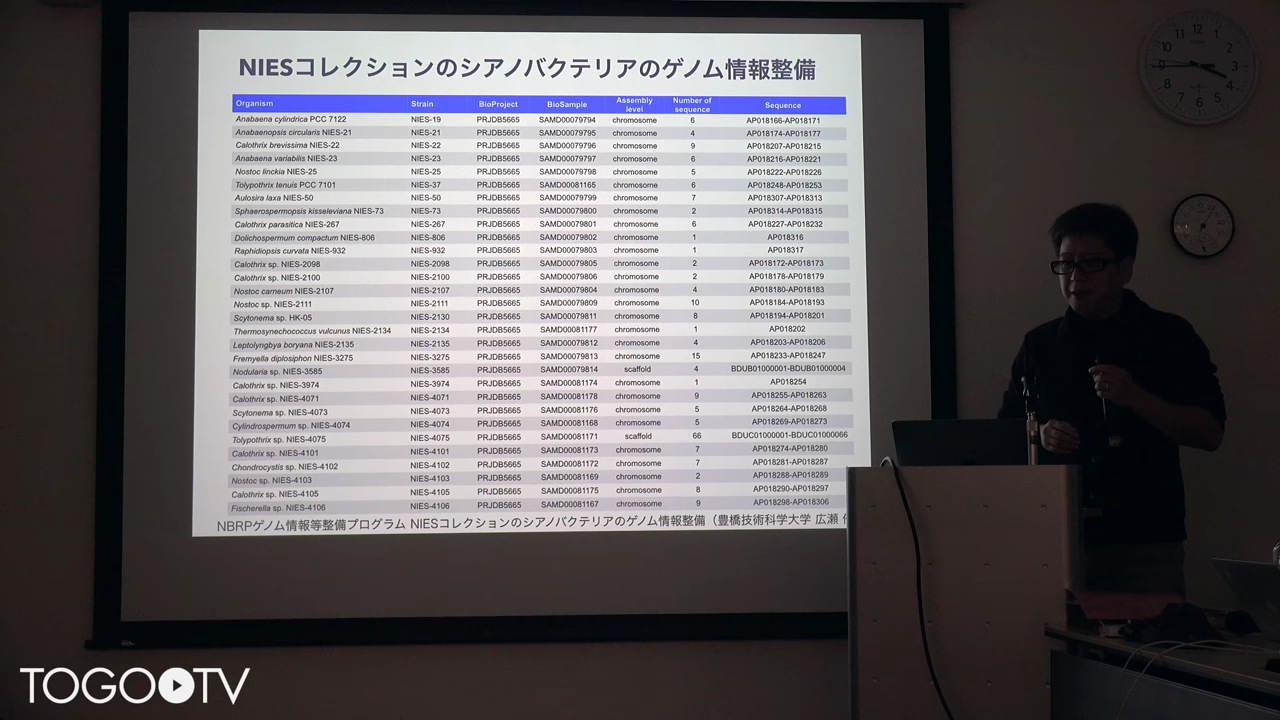 NIESコレクションのシアノバクテリアのゲノム情報整備
Organism Strain BioProject BioSample Assembly level Number of sequence Sequence
Anabaena cylindrica PCC 7122 NIES-19 PRJDB5665 SAMD00079794 chromosome 6 AP018166-AP018171
Anabaenopsis circularis NIES-21 NIES-21 PRJDB5665 SAMD00079795 chromosome 4 AP018174-AP018177
Calothrix brevissima NIES-22 NIES-22 PRJDB5665 SAMD00079796 chromosome 9 AP018207-AP018215
Anabaena variabilis NIES-23 NIES-23 PRJDB5665 SAMD00079797 chromosome 6 AP018216-AP018221
Nostoc linckia NIES-25 NIES-25 PRJDB5665 SAMD00079798 chromosome 5 AP018222-AP018226
Tolypothrix tenuis PCC 7101 NIES-37 PRJDB5665 SAMD00081165 chromosome 6 AP018248-AP018253
Aulosira laxa NIES-50 NIES-50 PRJDB5665 SAMD00079799 chromosome 7 AP018307-AP018313
Sphaerospermopsis kisseleviana NIES-73 NIES-73 PRJDB5665 SAMD00079800 chromosome 2 AP018314-AP018315
Calothrix parasitica NIES-267 NIES-267 PRJDB5665 SAMD00079801 chromosome 6 AP018227-AP018232
Dolichospermum compactum NIES-806 NIES-806 PRJDB5665 SAMD00079802 chromosome 1 AP018316
Raphidiopsis curvata NIES-932 NIES-932 PRJDB5665 SAMD00079803 chromosome 1 AP018317
Calothrix sp. NIES-2098 NIES-2098 PRJDB5665 SAMD00079805 chromosome 2 AP018172-AP018173
Calothrix sp. NIES-2100 NIES-2100 PRJDB5665 SAMD00079806 chromosome 2 AP018178-AP018179
Nostoc carneum NIES-2107 NIES-2107 PRJDB5665 SAMD00079804 chromosome 4 AP018180-AP018183
Nostoc sp. NIES-2111 NIES-2111 PRJDB5665 SAMD00079809 chromosome 10 AP018184-AP018193
Scytonema sp. HK-05 NIES-2130 PRJDB5665 SAMD00079811 chromosome 8 AP018194-AP018201
Thermosynechococcus vulcunus NIES-2134 NIES-2134 PRJDB5665 SAMD00081177 chromosome 1 AP018202
Leptolyngbya boryana NIES-2135 NIES-2135 PRJDB5665 SAMD00079812 chromosome 4 AP018203-AP018206
Fremyella diplosiphon NIES-3275 NIES-3275 PRJDB5665 SAMD00079813 chromosome 15 AP018233-AP018247
Nodularia sp. NIES-3585 NIES-3585 PRJDB5665 SAMD00079814 scaffold 4 BDUB01000001-BDUB01000004
Calothrix sp. NIES-3974 NIES-3974 PRJDB5665 SAMD00081174 chromosome 1 AP018254
Calothrix sp. NIES-4071 NIES-4071 PRJDB5665 SAMD00081178 chromosome 9 AP018255-AP018263
Scytonema sp. NIES-4073 NIES-4073 PRJDB5665 SAMD00081176 chromosome 5 AP018264-AP018268
Cylindrospermum sp. NIES-4074 NIES-4074 PRJDB5665 SAMD00081168 chromosome 5 AP018269-AP018273
Tolypothrix sp. NIES-4075 NIES-4075 PRJDB5665 SAMD00081171 scaffold 66 BDUC01000001-BDUC01000066
Calothrix sp. NIES-4101 NIES-4101 PRJDB5665 SAMD00081173 chromosome 7 AP018274-AP018280
Chondrocystis sp. NIES-4102 NIES-4102 PRJDB5665 SAMD00081172 chromosome 7 AP018281-AP018287
Nostoc sp. NIES-4103 NIES-4103 PRJDB5665 SAMD00081169 chromosome 2 AP018288-AP018289
Calothrix sp. NIES-4105 NIES-4105 PRJDB5665 SAMD00081175 chromosome 8 AP018290-AP018297
Fischerella sp. NIES-4106 NIES-4106 PRJDB5665 SAMD00081167 chromosome 9 AP018298-AP018306
NBRPゲノム情報等整備プログラム NIESコレクションのシアノバクテリアのゲノム情報整備（豊橋技術科学大学 広瀬
12 1 2 3 4 5 6 7 8 9 10 11
TOGOTV